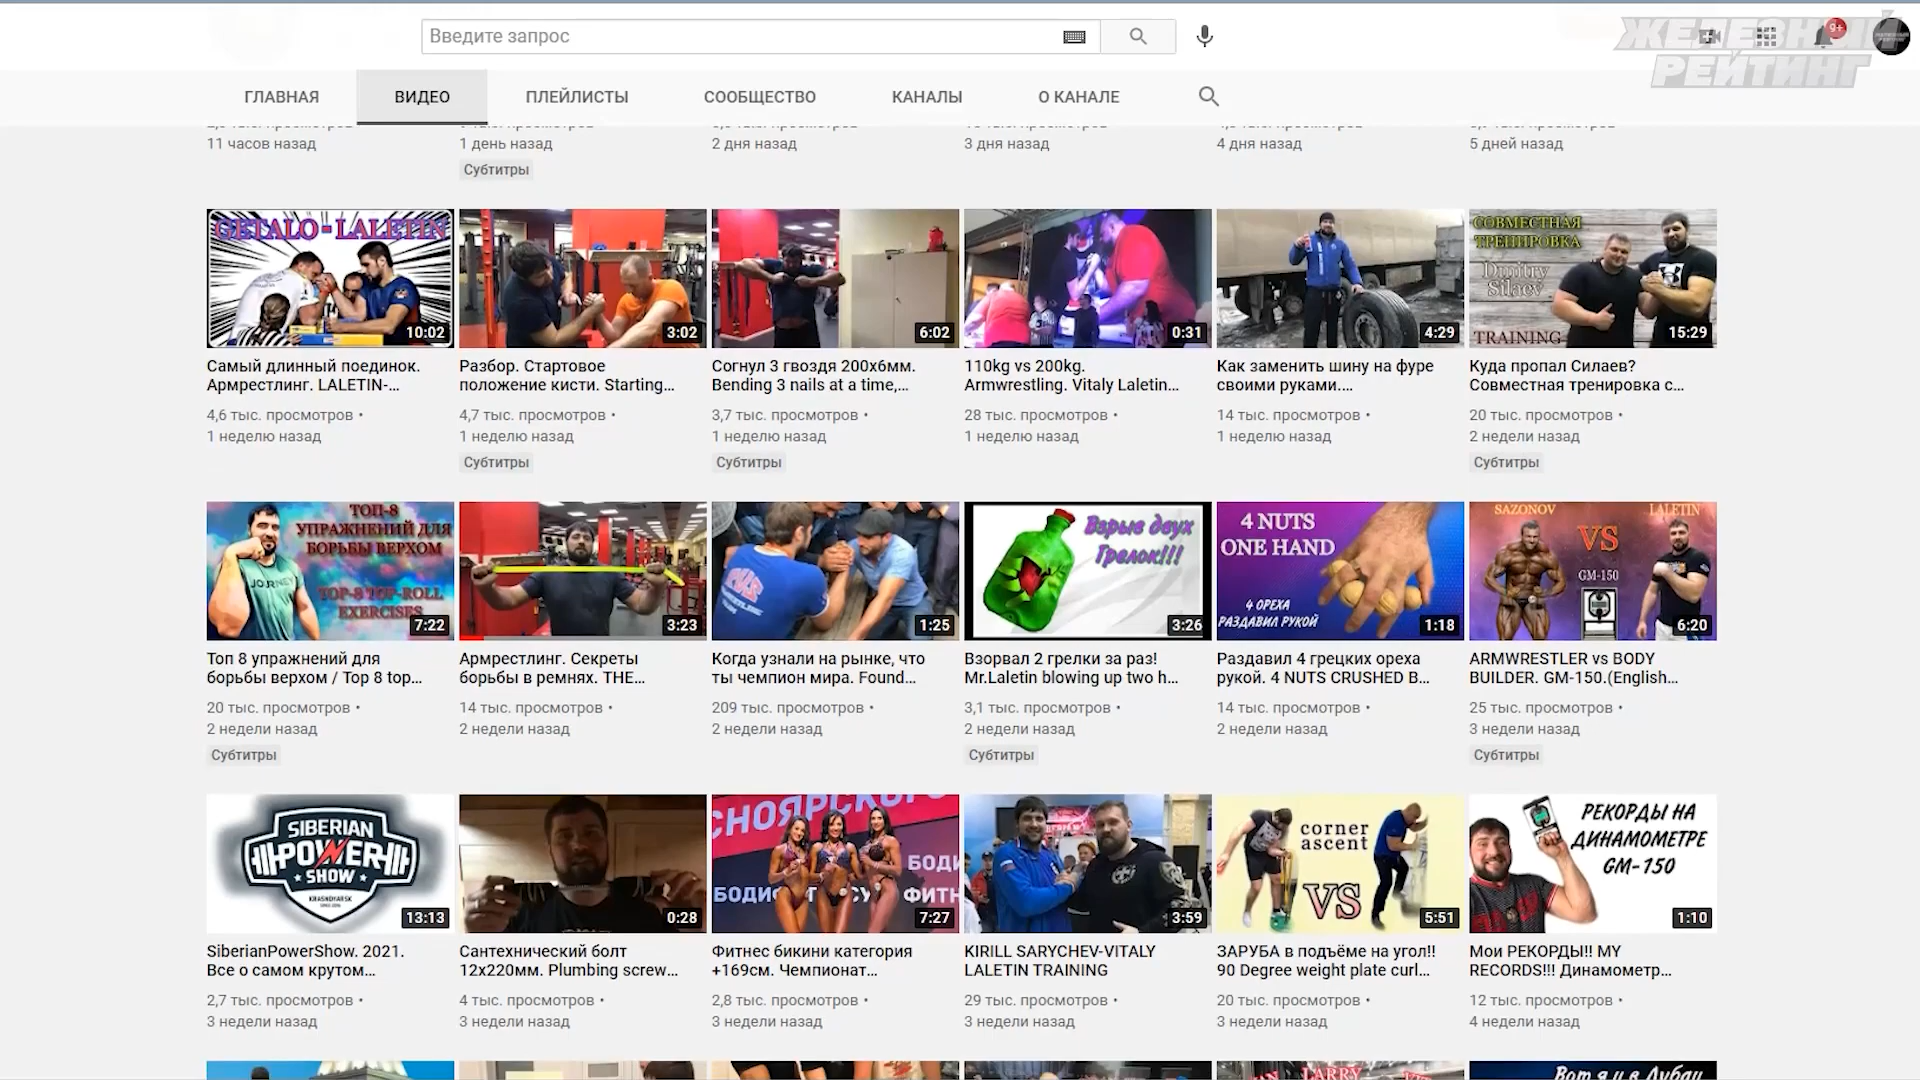 Введите запрос
9+
ЖЕЛЕЗНЫЙ
РЕЙТИНГ
ГЛАВНАЯ
ВИДЕО
ПЛЕЙЛИСТЫ
СООБЩЕСТВО
КАНАЛЫ
О КАНАЛЕ
11 часов назад
1 день назад
2 дня назад
3 дня назад
4 дня назад
5 дней назад
Субтитры
GETALO-LALETIN
10:02
3:02
6:02
0:31
4:29
СОВМЕСТНАЯ
ТРЕНИРОВКА
Dmitry
Silaev
TRAINING
15:29
Самый длинный поединок.
Армрестлинг. LALETIN-...
4,6 тыс. просмотров •
1 неделю назад
Разбор. Стартовое
положение кисти. Starting...
4,7 тыс. просмотров •
1 неделю назад
Субтитры
Согнул 3 гвоздя 200х6мм.
Bending 3 nails at a time,...
3,7 тыс. просмотров •
1 неделю назад
Субтитры
110kg vs 200kg.
Armwrestling. Vitaly Laletin...
28 тыс. просмотров •
1 неделю назад
Как заменить шину на фуре
своими руками....
14 тыс. просмотров •
1 неделю назад
Куда пропал Силаев?
Совместная тренировка с...
20 тыс. просмотров •
2 недели назад
Субтитры
ТОП-8
УПРАЖНЕНИЙ ДЛЯ
БОРЬБЫ ВЕРХОМ
JOURNEY
TOP-8 TOP-ROLL
EXERCISES
7:22
3:23
1:25
Взрыв двух
Грелок!!!
3:26
4 NUTS
ONE HAND
4 ОРЕХА
РАЗДАВИЛ РУКОЙ
1:18
SAZONOV
LALETIN
VS
GM-150
6:20
Топ 8 упражнений для
борьбы верхом / Top 8 top...
20 тыс. просмотров •
2 недели назад
Субтитры
Армрестлинг. Секреты
борьбы в ремнях. THE...
14 тыс. просмотров •
2 недели назад
Когда узнали на рынке, что
ты чемпион мира. Found...
209 тыс. просмотров •
2 недели назад
Взорвал 2 грелки за раз!
Mr.Laletin blowing up two h...
3,1 тыс. просмотров •
2 недели назад
Субтитры
Раздавил 4 грецких ореха
рукой. 4 NUTS CRUSHED B...
14 тыс. просмотров •
2 недели назад
ARMWRESTLER vs BODY
BUILDER. GM-150.(English...
25 тыс. просмотров •
3 недели назад
Субтитры
SIBERIAN
POWER
SHOW
KRASNOYARSK
13:13
0:28
СНОЯРСКОГО
БОДИ
ФИТН
7:27
3:59
corner
ascent
VS
5:51
РЕКОРДЫ НА
ДИНАМОМЕТРЕ
GM-150
1:10
SiberianPowerShow. 2021.
Все о самом крутом...
2,7 тыс. просмотров •
3 недели назад
Сантехнический болт
12х220мм. Plumbing screw...
4 тыс. просмотров •
3 недели назад
Фитнес бикини категория
+169см. Чемпионат...
2,8 тыс. просмотров •
3 недели назад
KIRILL SARYCHEV-VITALY
LALETIN TRAINING
29 тыс. просмотров •
3 недели назад
ЗАРУБА в подъёме на угол!!
90 Degree weight plate curl...
20 тыс. просмотров •
3 недели назад
Мои РЕКОРДЫ!! MY
RECORDS!!! Динамометр...
12 тыс. просмотров •
4 недели назад
LARRY
Вот я и в Дубаи